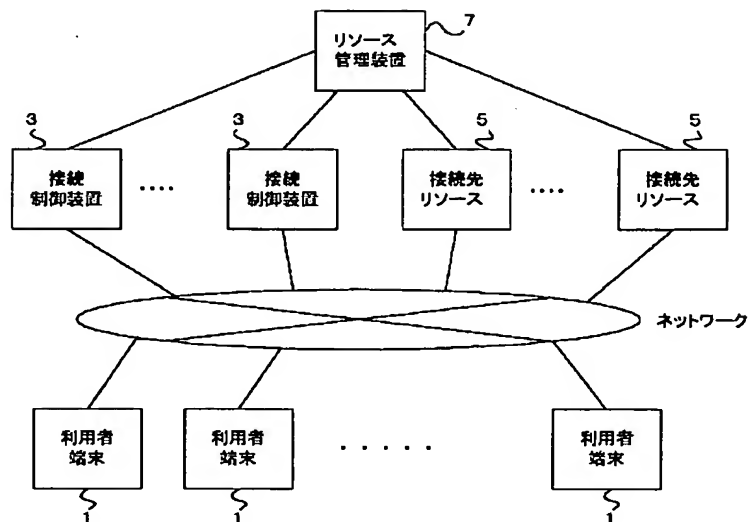 7
リソース
管理装置
3
3
5
5
接続
制御装置
‥‥
接続
制御装置
接続先
リソース
‥‥
接続先
リソース
ネットワーク
利用者
端末
利用者
端末
・・・・・
利用者
端末
1
1
1